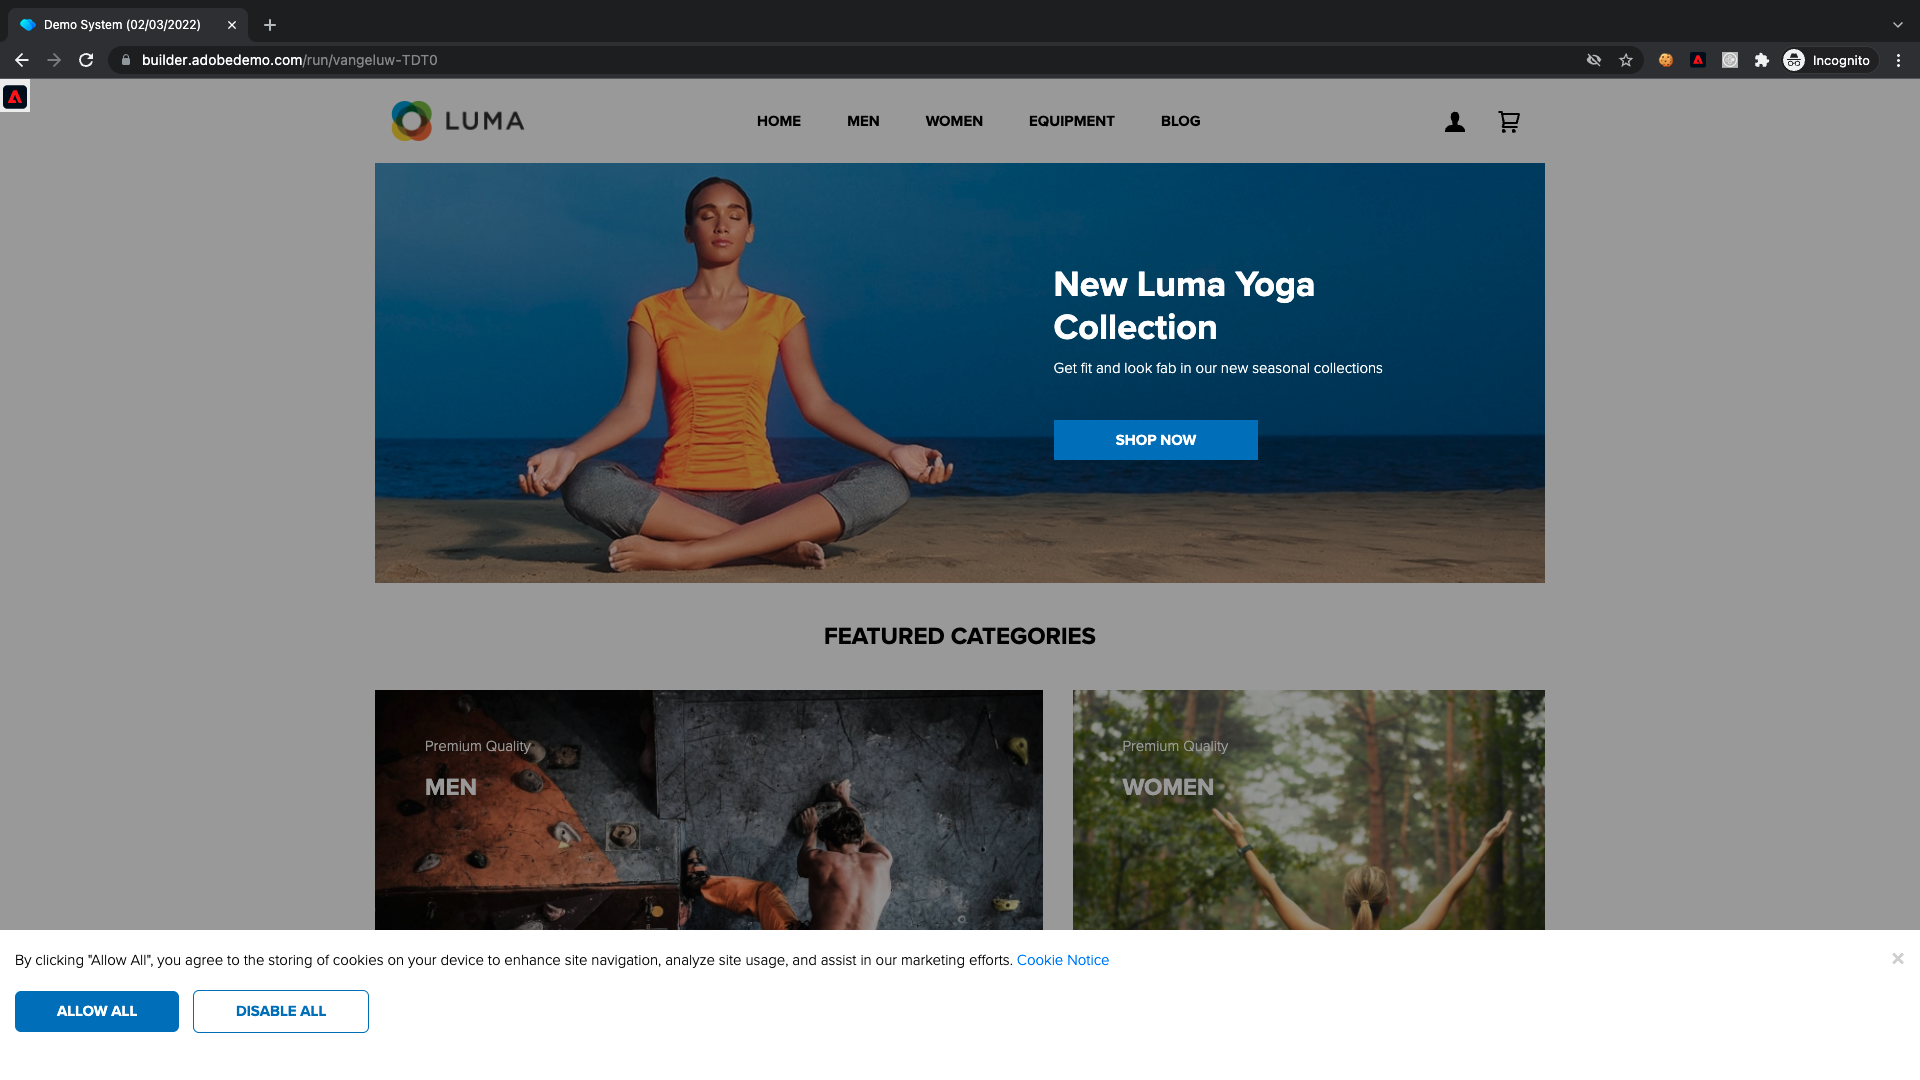 Demo System (02/03/2022)
builder.adobedemo.com/run/vangeluw-TDT0
Incognito
LUMA
HOME
MEN
WOMEN
EQUIPMENT
BLOG
New Luma Yoga
Collection
Get fit and look fab in our new seasonal collections
SHOP NOW
FEATURED CATEGORIES
Premium Quality
MEN
Premium Quality
WOMEN
By clicking "Allow All", you agree to the storing of cookies on your device to enhance site navigation, analyze site usage, and assist in our marketing efforts. Cookie Notice
ALLOW ALL
DISABLE ALL